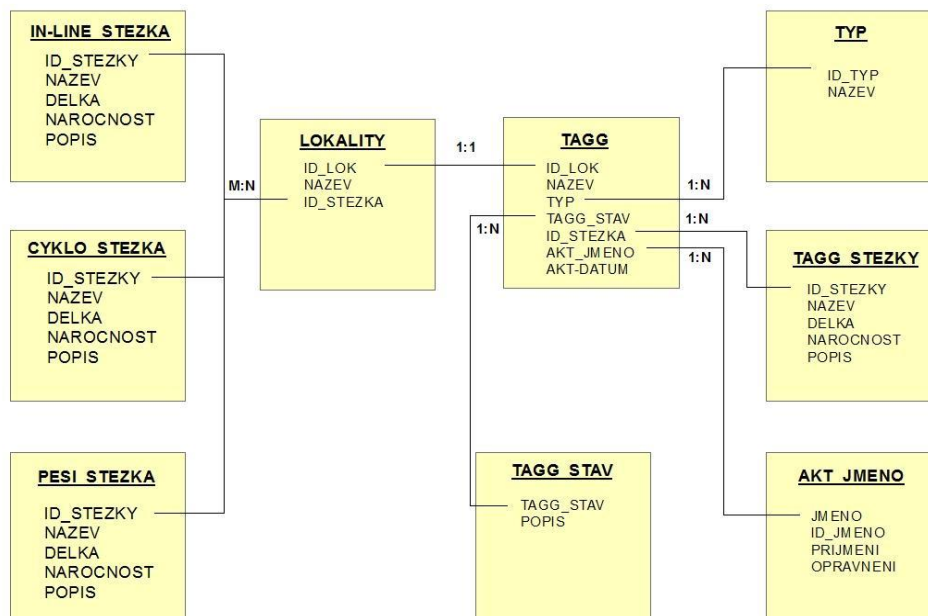 IN-LINE STEZKA
ID_STEZKY
NAZEV
DELKA
NAROCNOST
POPIS
CYKLO STEZKA
ID_STEZKY
NAZEV
DELKA
NAROCNOST
POPIS
PESI STEZKA
ID_STEZKY
NAZEV
DELKA
NAROCNOST
POPIS
M:N
LOKALITY
ID_LOK
NAZEV
ID_STEZKA
1:1
TAGG
ID_LOK
NAZEV
TYP
TAGG_STAV
ID_STEZKA
AKT_JMENO
AKT-DATUM
1:N
1:N
1:N
1:N
TAGG STAV
TAGG_STAV
POPIS
TYP
ID_TYP
NAZEV
TAGG STEZKY
ID_STEZKY
NAZEV
DELKA
NAROCNOST
POPIS
AKT JMENO
JMENO
ID_JMENO
PRIJMENI
OPRAVNENI